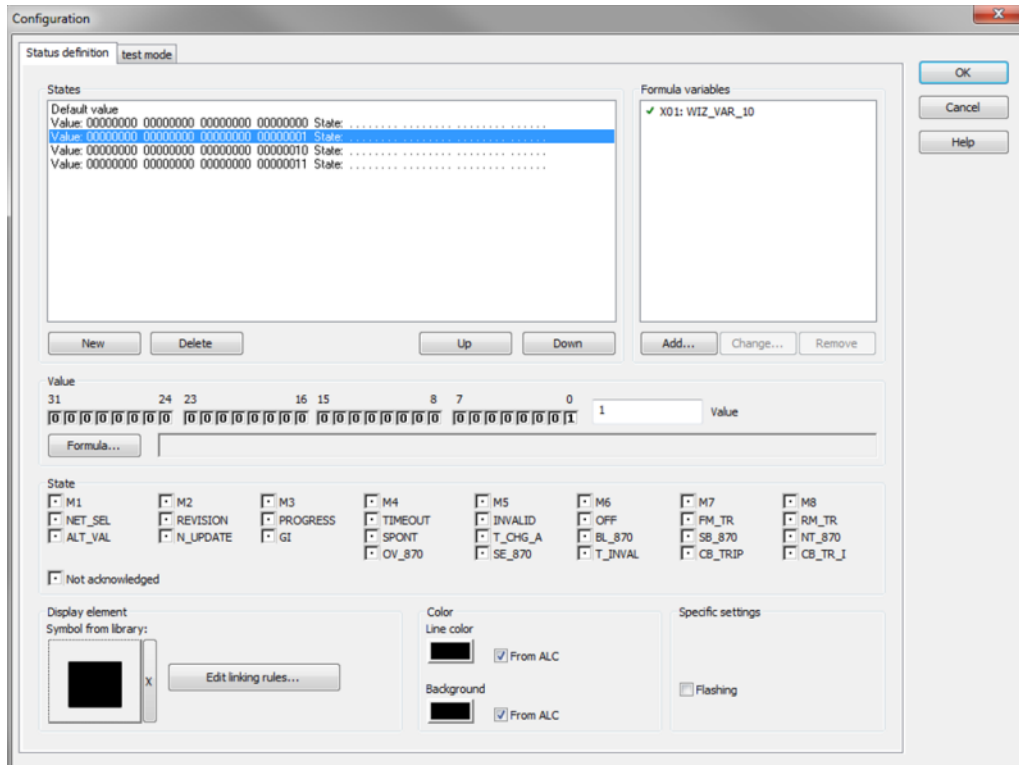 Configuration
Status definition
test mode
OK
Cancel
Help
States
Default value
Value: 00000000 00000000 00000000 00000000 State: . . . . . . . . . . . . . . . . . . . . . . . . . . . . . .
Value: 00000000 00000000 00000000 00000001 State: . . . . . . . . . . . . . . . . . . . . . . . . . . . . . .
Value: 00000000 00000000 00000000 00000010 State: . . . . . . . . . . . . . . . . . . . . . . . . . . . . . .
Value: 00000000 00000000 00000000 00000011 State: . . . . . . . . . . . . . . . . . . . . . . . . . . . . . .
New Delete Up Down
Formula variables
X01: WIZ_VAR_10
Add... Change... Remove
Value
31 24 23 16 15 8 7 0
0 0 0 0 0 0 0 0 0 0 0 0 0 0 0 0 0 0 0 0 0 0 0 0 0 0 0 0 0 0 0 1 1 Value
Formula...
State
M1 M2 M3 M4 M5 M6 M7 M8
NET_SEL REVISION PROGRESS TIMEOUT INVALID OFF FM_TR RM_TR
ALT_VAL N_UPDATE GI SPONT T_CHG_A BL_870 SB_870 NT_870
OV_870 SE_870 T_INVAL CB_TRIP CB_TR_I
Not acknowledged
Display element
Symbol from library:
X
Edit linking rules...
Color
Line color
From ALC
Background
From ALC
Specific settings
Flashing